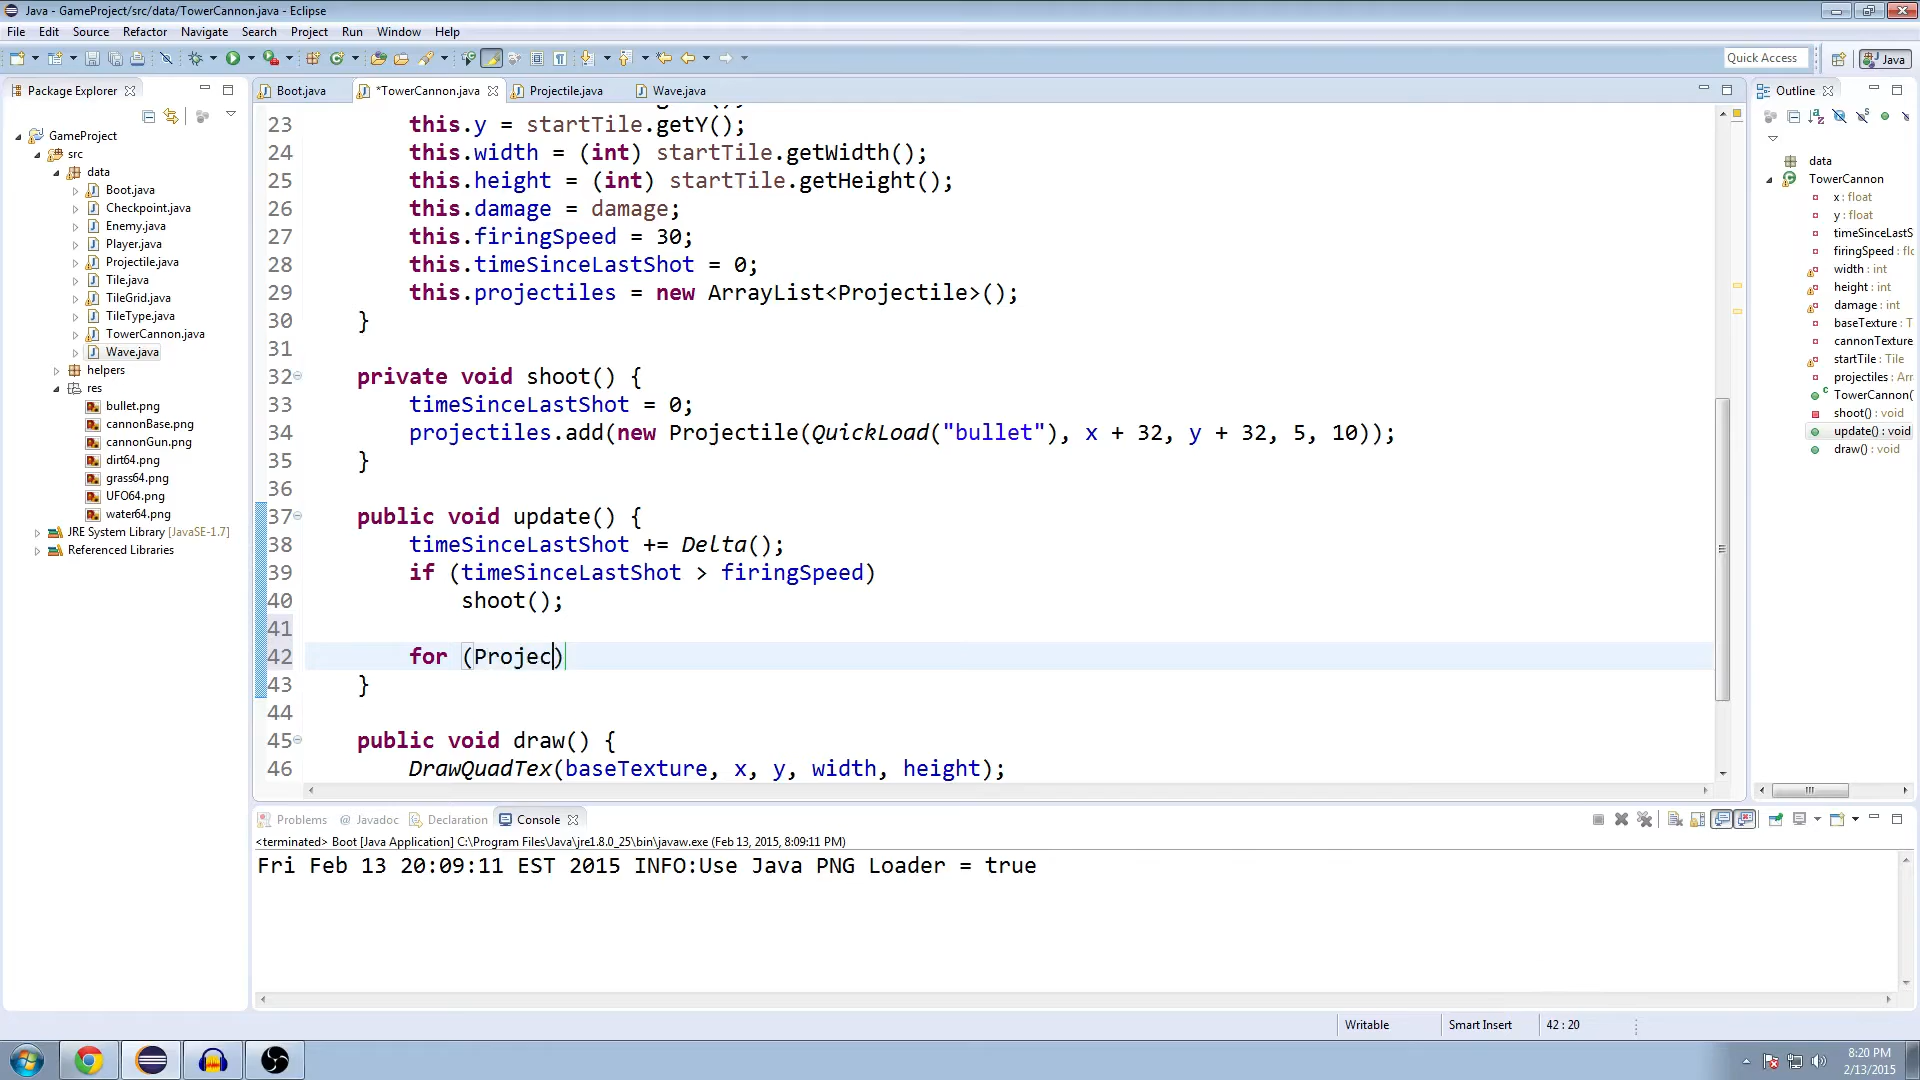 Java - GameProject/src/data/TowerCannon.java - Eclipse
File Edit Source Refactor Navigate Search Project Run Window Help
Quick Access
Java
Package Explorer
GameProject
src
data
Boot.java
Checkpoint.java
Enemy.java
Player.java
Projectile.java
Tile.java
TileGrid.java
TileType.java
TowerCannon.java
Wave.java
helpers
res
bullet.png
cannonBase.png
cannonGun.png
dirt64.png
grass64.png
UFO64.png
water64.png
JRE System Library [JavaSE-1.7]
Referenced Libraries
Boot.java *TowerCannon.java Projectile.java Wave.java
23 this.y = startTile.getY();
24 this.width = (int) startTile.getWidth();
25 this.height = (int) startTile.getHeight();
26 this.damage = damage;
27 this.firingSpeed = 30;
28 this.timeSinceLastShot = 0;
29 this.projectiles = new ArrayList<Projectile>();
30 }
31
32 private void shoot() {
33 timeSinceLastShot = 0;
34 projectiles.add(new Projectile(QuickLoad("bullet"), x + 32, y + 32, 5, 10));
35 }
36
37 public void update() {
38 timeSinceLastShot += Delta();
39 if (timeSinceLastShot > firingSpeed)
40 shoot();
41
42 for (Projec)
43 }
44
45 public void draw() {
46 DrawQuadTex(baseTexture, x, y, width, height);
Outline
data
TowerCannon
x : float
y : float
timeSinceLastS
firingSpeed : flo
width : int
height : int
damage : int
baseTexture : T
cannonTexture
startTile : Tile
projectiles : Arr
TowerCannon(
shoot() : void
update() : void
draw() : void
Problems @ Javadoc Declaration Console
<terminated> Boot [Java Application] C:\Program Files\Java\jre1.8.0_25\bin\javaw.exe (Feb 13, 2015, 8:09:11 PM)
Fri Feb 13 20:09:11 EST 2015 INFO:Use Java PNG Loader = true
Writable Smart Insert 42 : 20
8:20 PM
2/13/2015